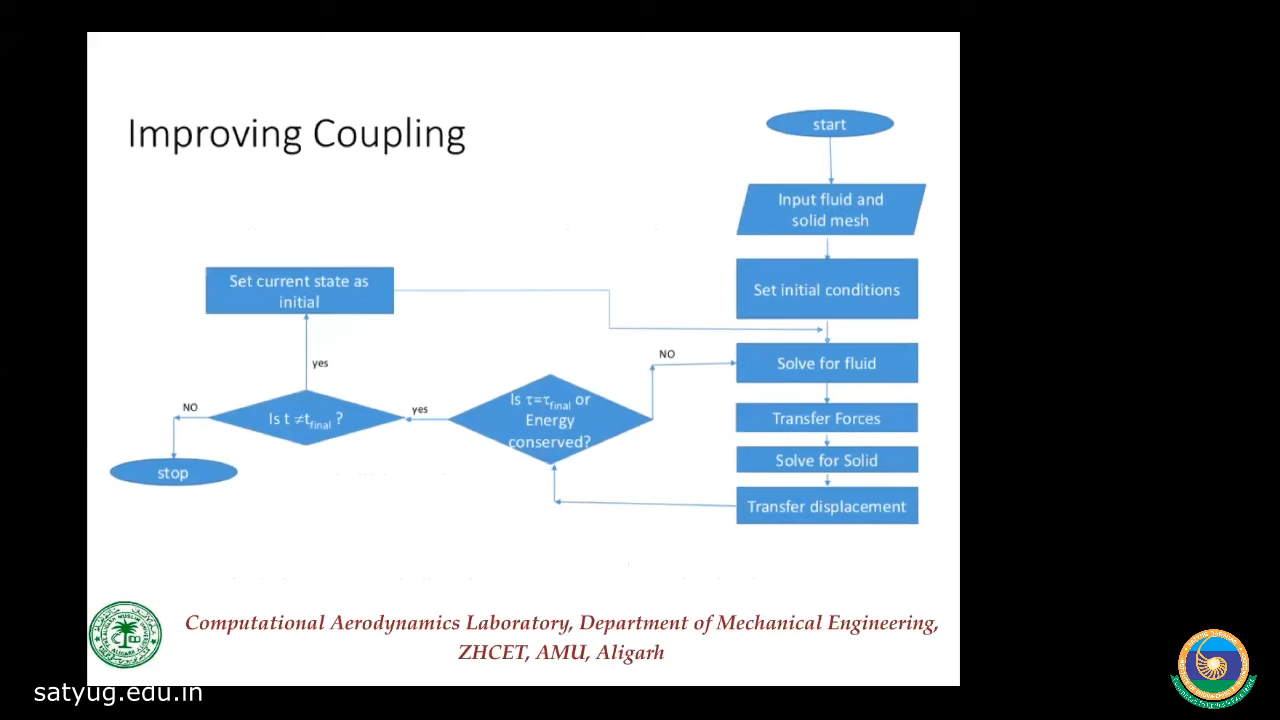 Improving Coupling
start
Input fluid and
solid mesh
Set initial conditions
Set current state as
initial
Solve for fluid
NO
yes
Is τ=τfinal or
Energy
conserved?
yes
NO
Is t ≠tfinal ?
Transfer Forces
Solve for Solid
stop
Transfer displacement
Computational Aerodynamics Laboratory, Department of Mechanical Engineering,
ZHCET, AMU, Aligarh
satyug.edu.in